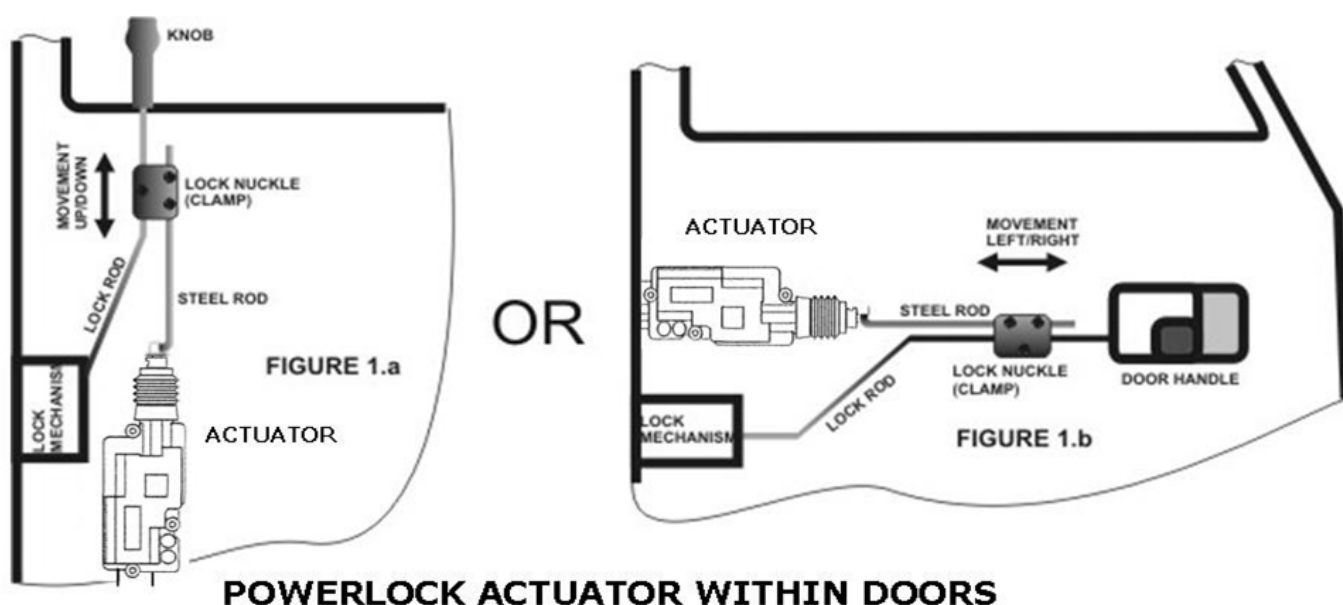 KNOB
MOVEMENT
UP/DOWN
LOCK NUCKLE
(CLAMP)
LOCK ROD
STEEL ROD
FIGURE 1.a
LOCK
MECHANISM
ACTUATOR
OR
ACTUATOR
MOVEMENT
LEFT/RIGHT
STEEL ROD
LOCK NUCKLE
(CLAMP)
DOOR HANDLE
LOCK ROD
LOCK
MECHANISM
FIGURE 1.b
POWERLOCK ACTUATOR WITHIN DOORS